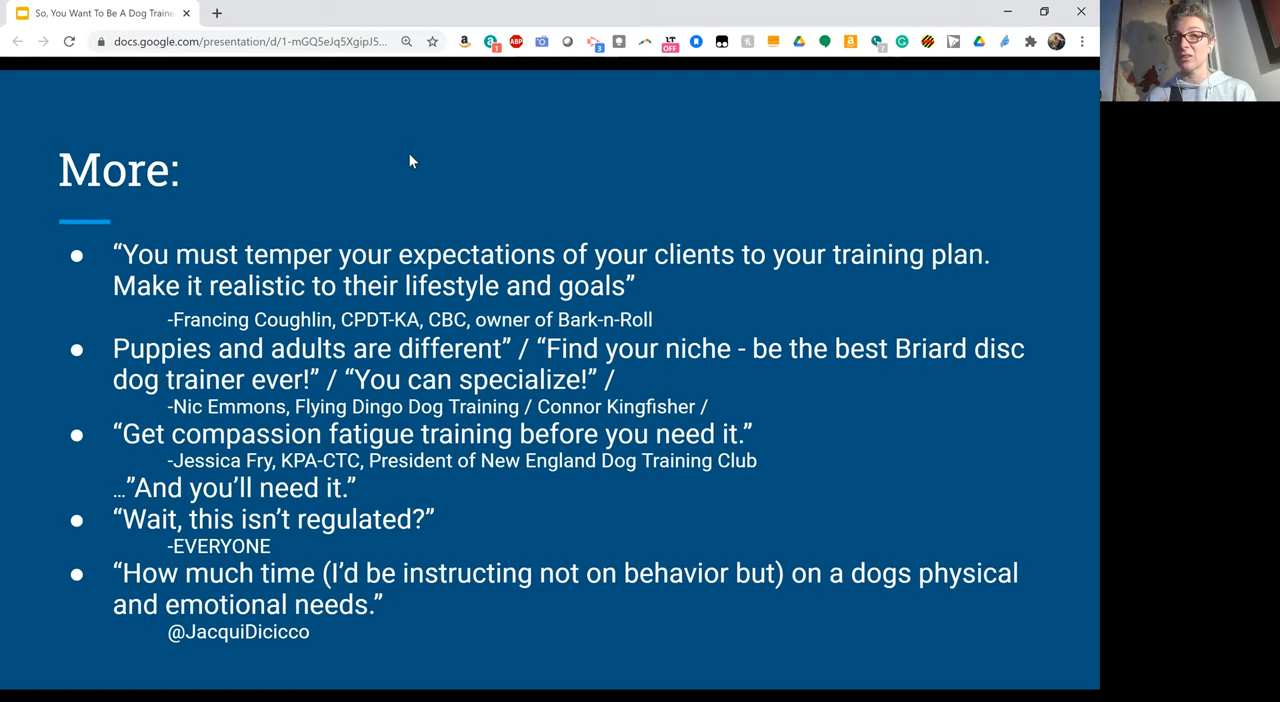 So, You Want To Be A Dog Traine
docs.google.com/presentation/d/1-mGQ5eJq5XgipJ5...
More:
“You must temper your expectations of your clients to your training plan.
Make it realistic to their lifestyle and goals”
-Francing Coughlin, CPDT-KA, CBC, owner of Bark-n-Roll
Puppies and adults are different” / “Find your niche - be the best Briard disc
dog trainer ever!” / “You can specialize!” /
-Nic Emmons, Flying Dingo Dog Training / Connor Kingfisher /
“Get compassion fatigue training before you need it.”
-Jessica Fry, KPA-CTC, President of New England Dog Training Club
...”And you’ll need it.”
“Wait, this isn’t regulated?”
-EVERYONE
“How much time (I’d be instructing not on behavior but) on a dogs physical
and emotional needs.”
@JacquiDicicco